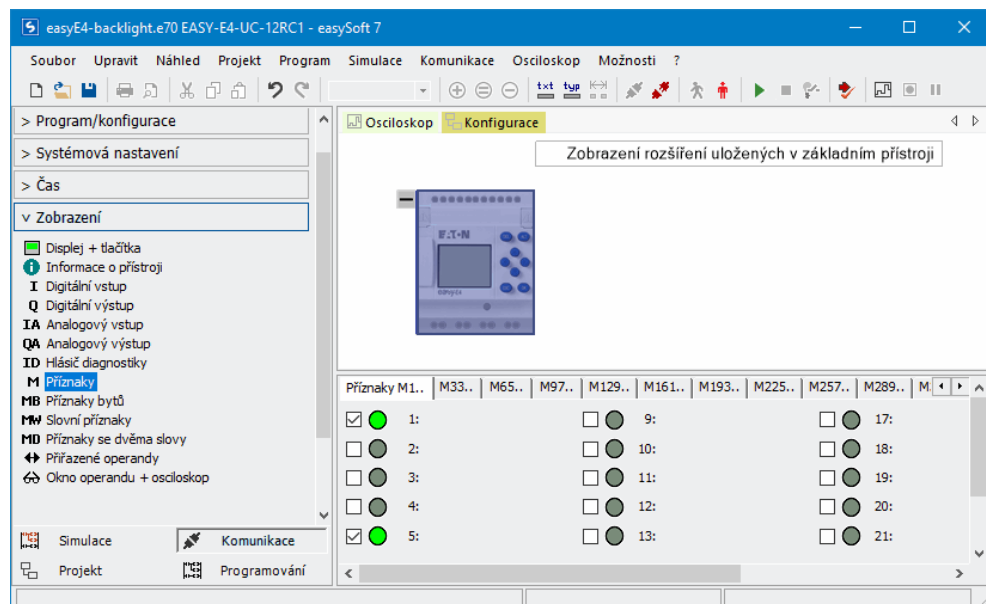 easyE4-backlight.e70 EASY-E4-UC-12RC1 - easySoft 7
Soubor Upravit Náhled Projekt Program Simulace Komunikace Osciloskop Možnosti ?
txt typ
> Program/konfigurace
> Systémová nastavení
> Čas
v Zobrazení
Displej + tlačítka
Informace o přístroji
I Digitální vstup
Q Digitální výstup
IA Analogový vstup
QA Analogový výstup
ID Hlásič diagnostiky
M Příznaky
MB Příznaky bytů
MW Slovní příznaky
MD Příznaky se dvěma slovy
Přiřazené operandy
Okno operandu + osciloskop
Simulace Komunikace
Projekt Programování
Osciloskop Konfigurace
Zobrazení rozšíření uložených v základním přístroji
E.T.N
Příznaky M1.. M33.. M65.. M97.. M129.. M161.. M193.. M225.. M257.. M289.. M
1: 9: 17:
2: 10: 18:
3: 11: 19:
4: 12: 20:
5: 13: 21: